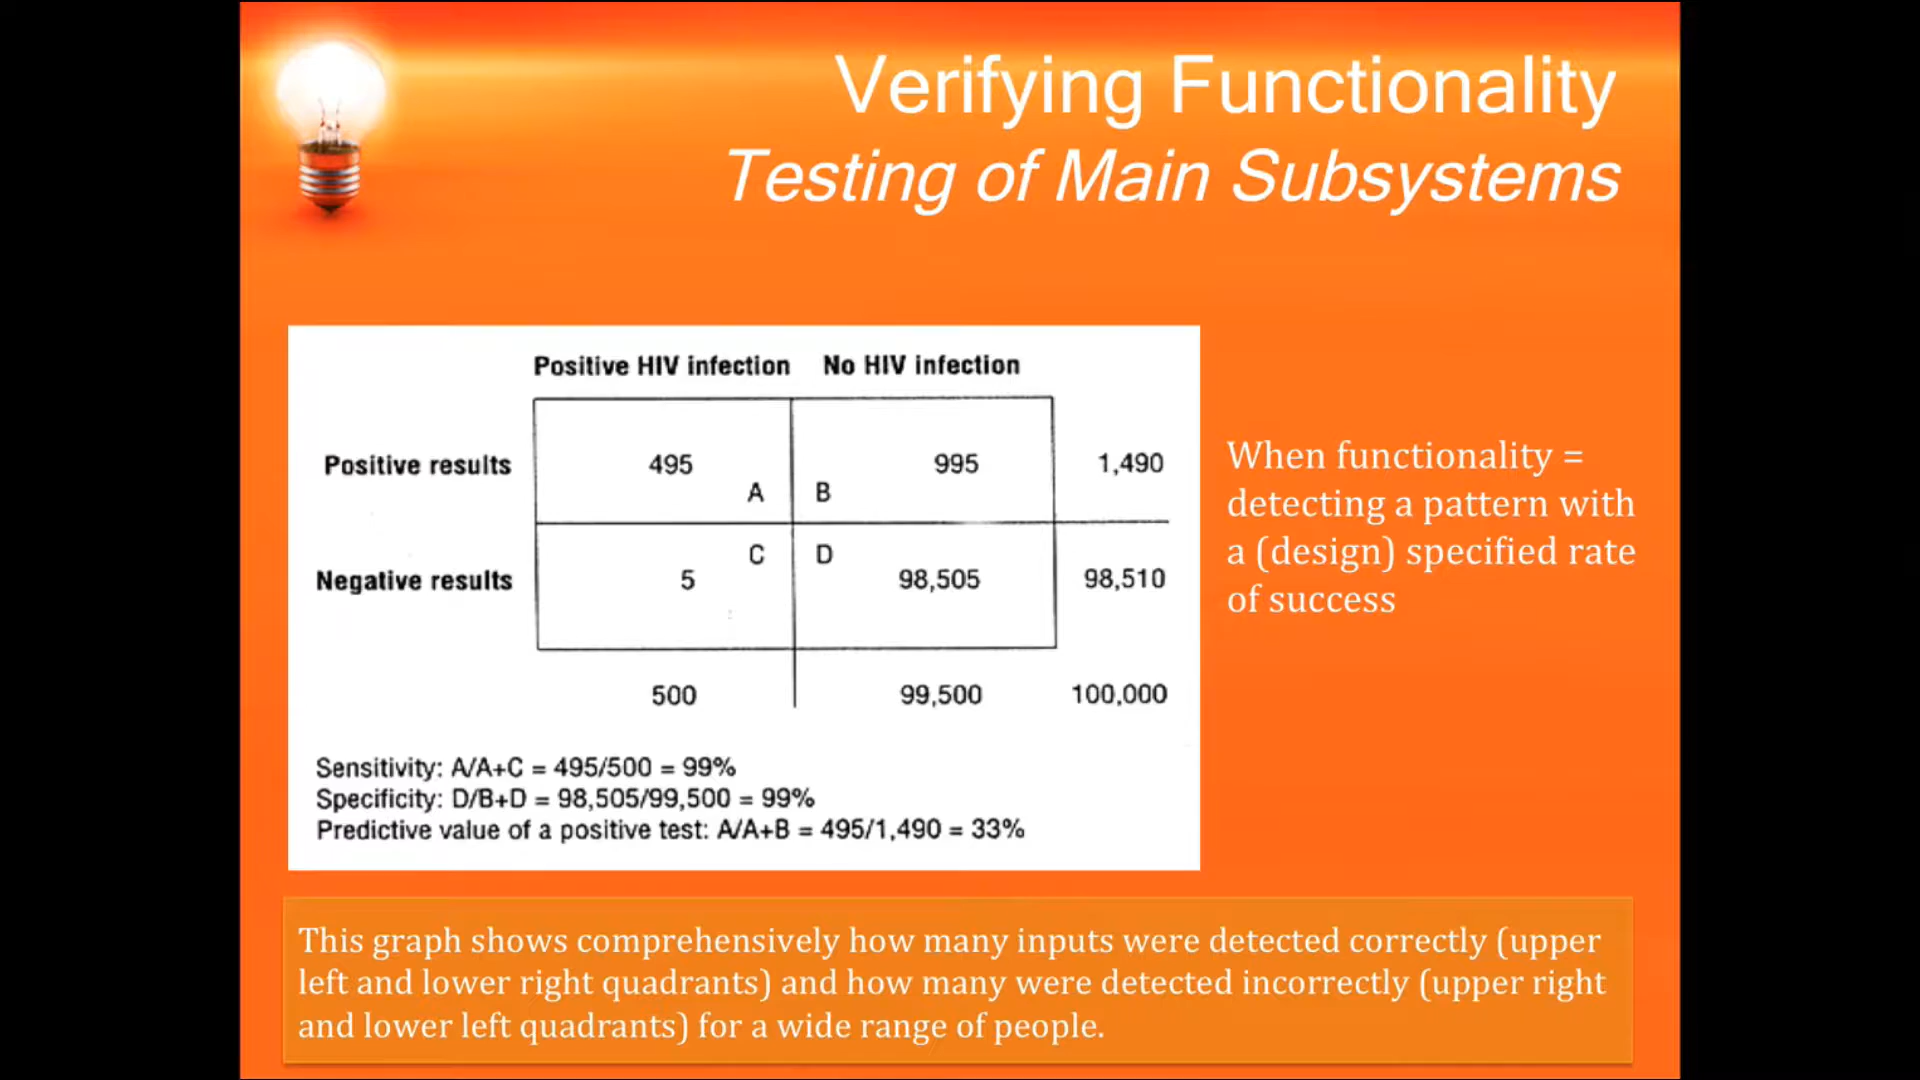 Verifying Functionality
Testing of Main Subsystems
Positive HIV infection No HIV infection
Positive results 495 995 1,490
A B
C D
Negative results 5 98,505 98,510
500 99,500 100,000
Sensitivity: A/A+C = 495/500 = 99%
Specificity: D/B+D = 98,505/99,500 = 99%
Predictive value of a positive test: A/A+B = 495/1,490 = 33%
When functionality =
detecting a pattern with
a (design) specified rate
of success
This graph shows comprehensively how many inputs were detected correctly (upper
left and lower right quadrants) and how many were detected incorrectly (upper right
and lower left quadrants) for a wide range of people.